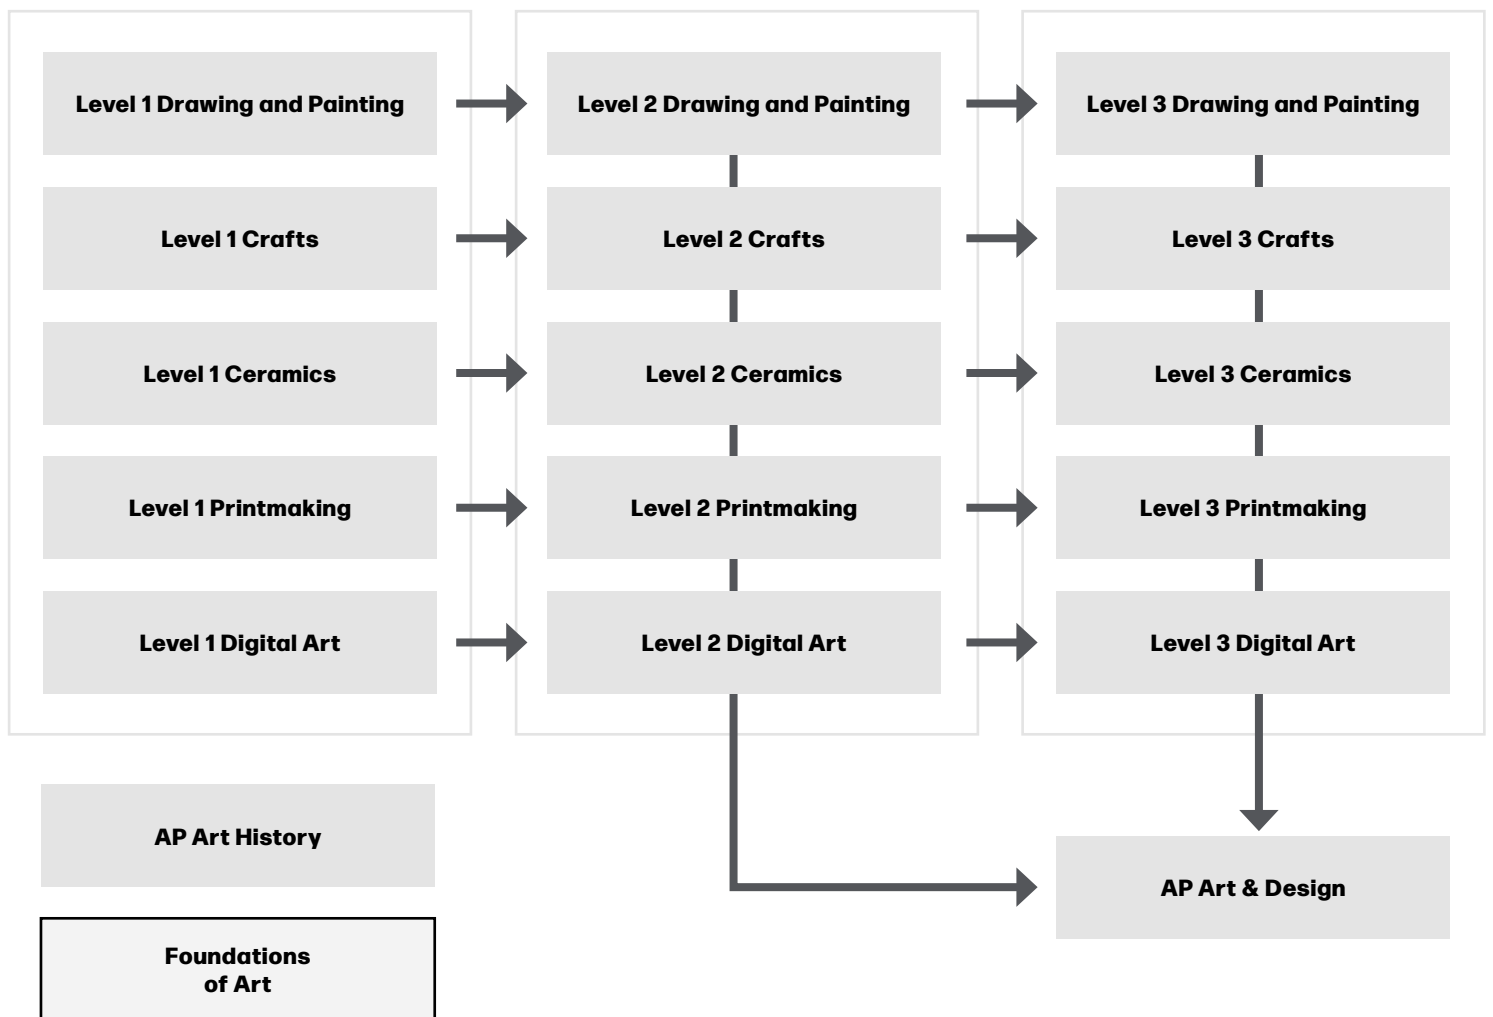 Level 1 Drawing and Painting
Level 2 Drawing and Painting
Level 3 Drawing and Painting
Level 1 Crafts
Level 2 Crafts
Level 3 Crafts
Level 1 Ceramics
Level 2 Ceramics
Level 3 Ceramics
Level 1 Printmaking
Level 2 Printmaking
Level 3 Printmaking
Level 1 Digital Art
Level 2 Digital Art
Level 3 Digital Art
AP Art History
AP Art & Design
Foundations
of Art